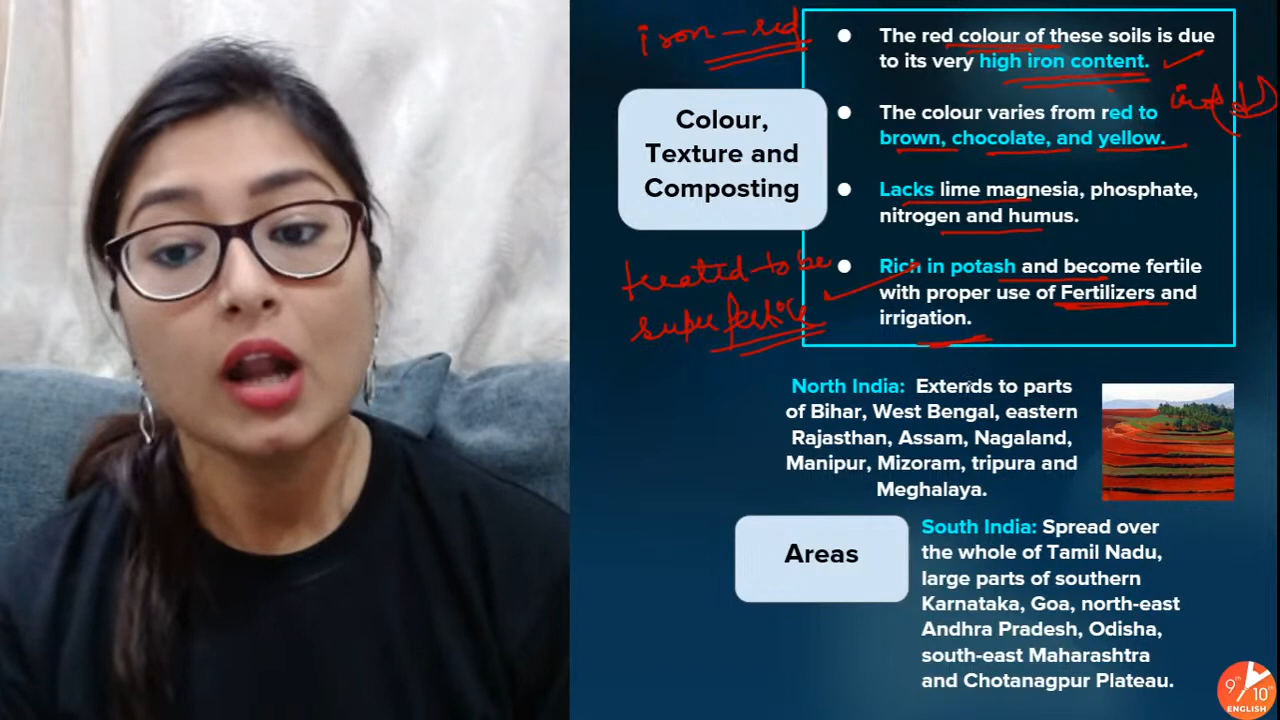 iron - red
The red colour of these soils is due
to its very high iron content.
The colour varies from red to
brown, chocolate, and yellow.
Colour,
Texture and
Composting
Lacks lime magnesia, phosphate,
nitrogen and humus.
treated to be
super fertile
Rich in potash and become fertile
with proper use of Fertilizers and
irrigation.
North India: Extends to parts
of Bihar, West Bengal, eastern
Rajasthan, Assam, Nagaland,
Manipur, Mizoram, tripura and
Meghalaya.
Areas
South India: Spread over
the whole of Tamil Nadu,
large parts of southern
Karnataka, Goa, north-east
Andhra Pradesh, Odisha,
south-east Maharashtra
and Chotanagpur Plateau.
9th 10th
ENGLISH